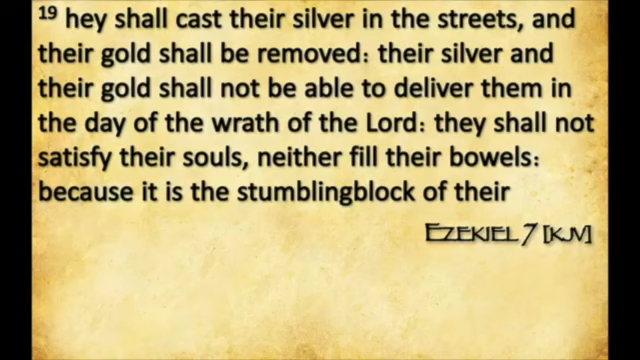 19 hey shall cast their silver in the streets, and
their gold shall be removed: their silver and
their gold shall not be able to deliver them in
the day of the wrath of the Lord: they shall not
satisfy their souls, neither fill their bowels:
because it is the stumblingblock of their
Ezekiel 7 [KJV]